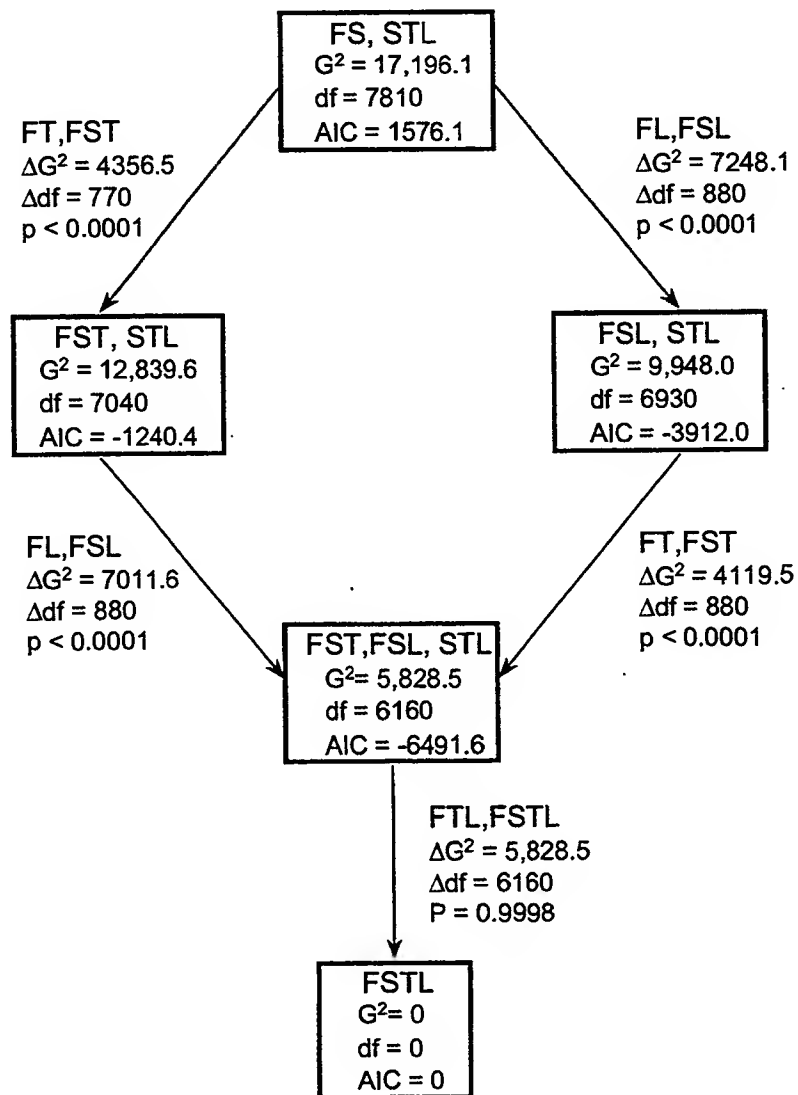 FS, STL
G² = 17,196.1
df = 7810
AIC = 1576.1
FT,FST
ΔG² = 4356.5
Δdf = 770
p < 0.0001
FL,FSL
ΔG² = 7248.1
Δdf = 880
p < 0.0001
FST, STL
G² = 12,839.6
df = 7040
AIC = -1240.4
FSL, STL
G² = 9,948.0
df = 6930
AIC = -3912.0
FL,FSL
ΔG² = 7011.6
Δdf = 880
p < 0.0001
FT,FST
ΔG² = 4119.5
Δdf = 880
p < 0.0001
FST,FSL, STL
G²= 5,828.5
df = 6160
AIC = -6491.6
FTL,FSTL
ΔG² = 5,828.5
Δdf = 6160
P = 0.9998
FSTL
G²= 0
df = 0
AIC = 0